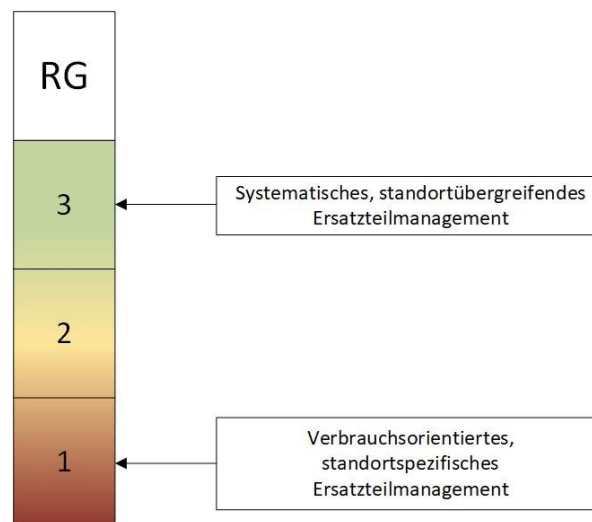 RG
3
Systematisches, standortübergreifendes
Ersatzteilmanagement
2
1
Verbrauchsorientiertes,
standortspezifisches
Ersatzteilmanagement